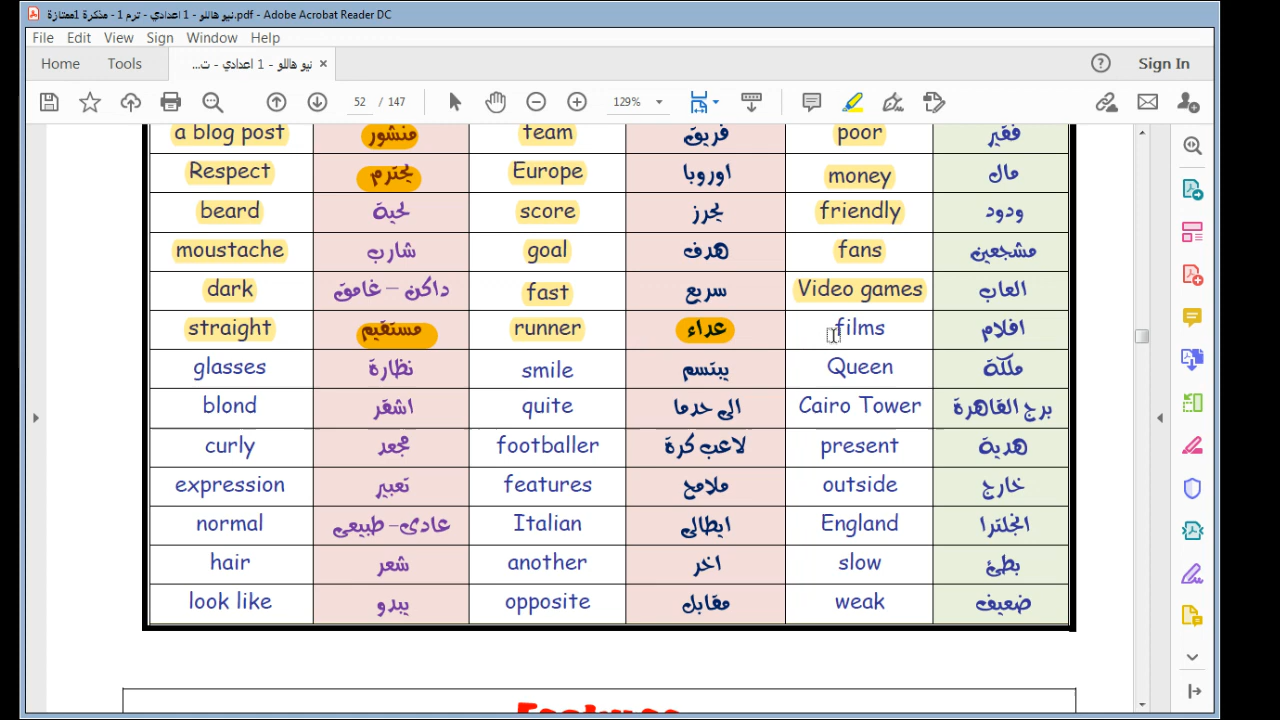 نيو هاللو - 1 اعدادي - ترم 1 - مذكرة 1ممتازة.pdf - Adobe Acrobat Reader DC
File Edit View Sign Window Help
Home Tools نيو هاللو - 1 اعدادي - ت... × ? Sign In
52 / 147 129%
a blog post منشور team فريق poor فقير
Respect يحترم Europe اوروبا money مال
beard لحية score يحرز friendly ودود
moustache شارب goal هدف fans مشجعين
dark داكن – غامق fast سريع Video games العاب
straight مستقيم runner عداء films افلام
glasses نظارة smile يبتسم Queen ملكة
blond اشقر quite الى حدما Cairo Tower برج القاهرة
curly مجعد footballer لاعب كرة present هدية
expression تعبير features ملامح outside خارج
normal عادى– طبيعى Italian ايطالى England انجلترا
hair شعر another اخر slow بطئ
look like يبدو opposite مقابل weak ضعيف